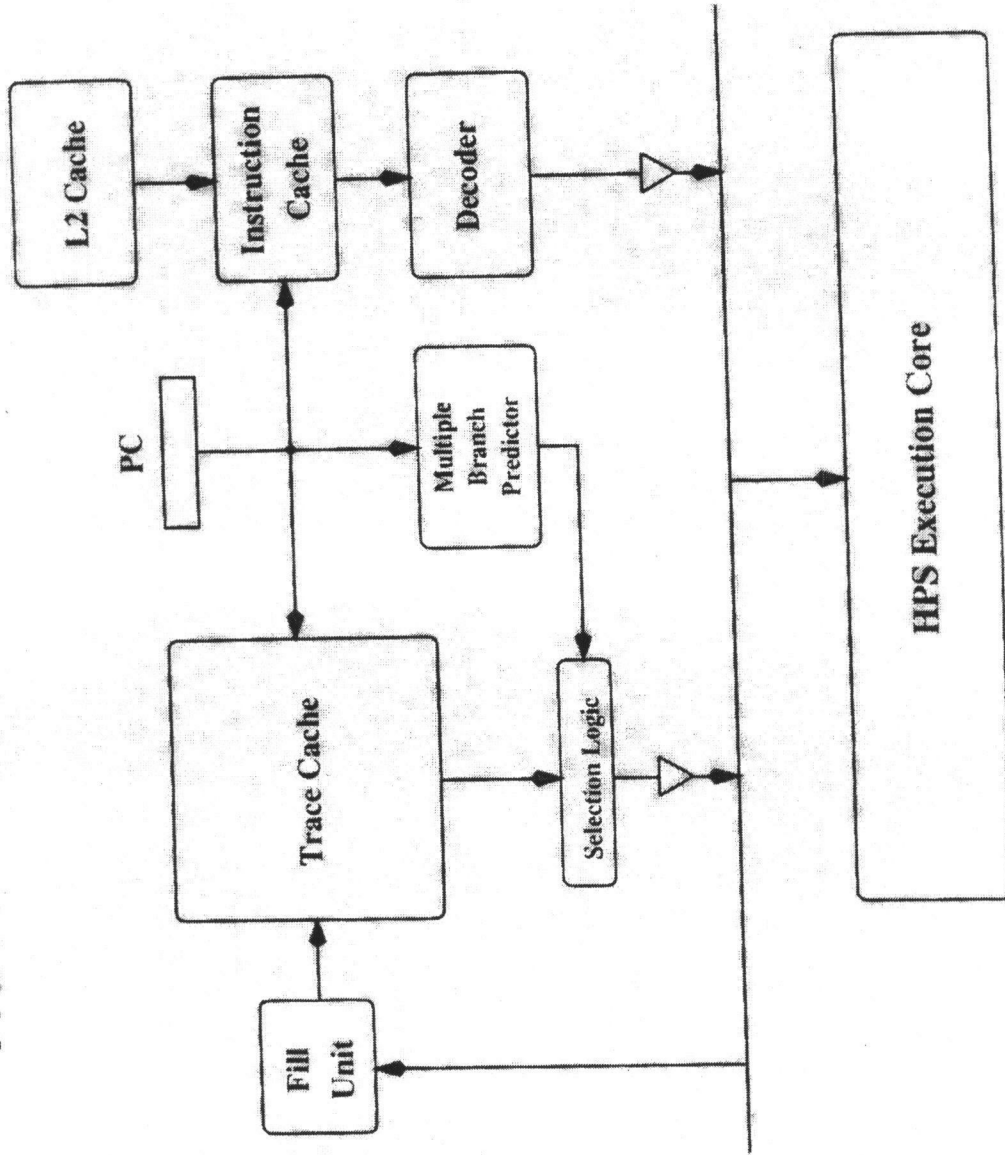 L2 Cache
Instruction
Cache
Decoder
PC
Multiple
Branch
Predictor
Trace Cache
Selection Logic
Fill
Unit
HPS Execution Core